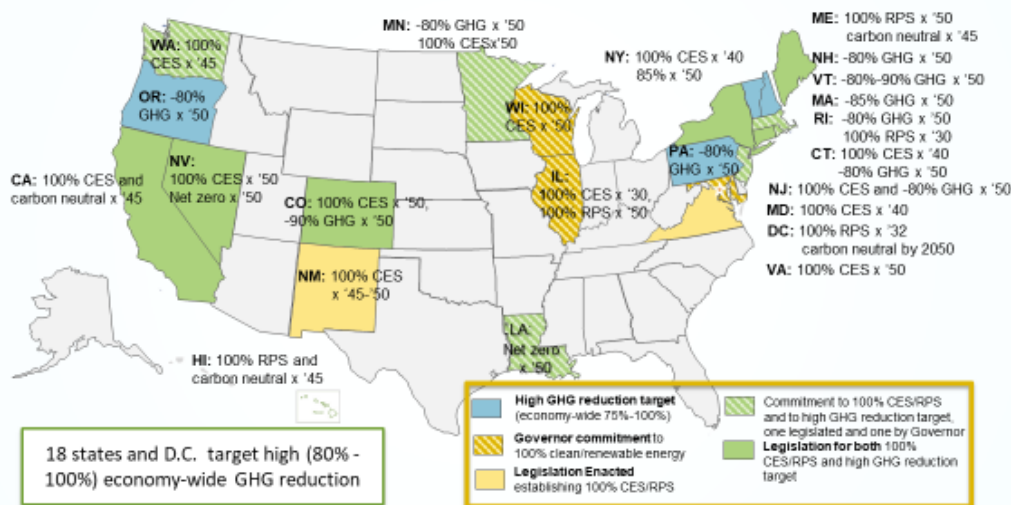 MN: -80% GHG x '50
100% CESx'50
WA: 100%
CES x '45
NY: 100% CES x '40
85% x '50
ME: 100% RPS x '50
carbon neutral x '45
NH: -80% GHG x '50
VT: -80%-90% GHG x '50
MA: -85% GHG x '50
RI: -80% GHG x '50
100% RPS x '30
CT: 100% CES x '40
-80% GHG x '50
NJ: 100% CES and -80% GHG x '50
MD: 100% CES x '40
DC: 100% RPS x '32
carbon neutral by 2050
VA: 100% CES x '50
OR: -80%
GHG x '50
WI: 100%
CES x '50
PA: -80%
GHG x '50
CA: 100% CES and
carbon neutral x '45
NV:
100% CES x '50
Net zero x '50
CO: 100% CES x '50,
-90% GHG x '50
IL:
100% CES x '30,
100% RPS x '50
NM: 100% CES
x '45-'50
LA:
Net zero
x '50
HI: 100% RPS and
carbon neutral x '45
18 states and D.C. target high (80% -
100%) economy-wide GHG reduction
High GHG reduction target
(economy-wide 75%-100%)
Governor commitment to
100% clean/renewable energy
Legislation Enacted
establishing 100% CES/RPS
Commitment to 100% CES/RPS
and to high GHG reduction target,
one legislated and one by Governor
Legislation for both 100%
CES/RPS and high GHG reduction
target